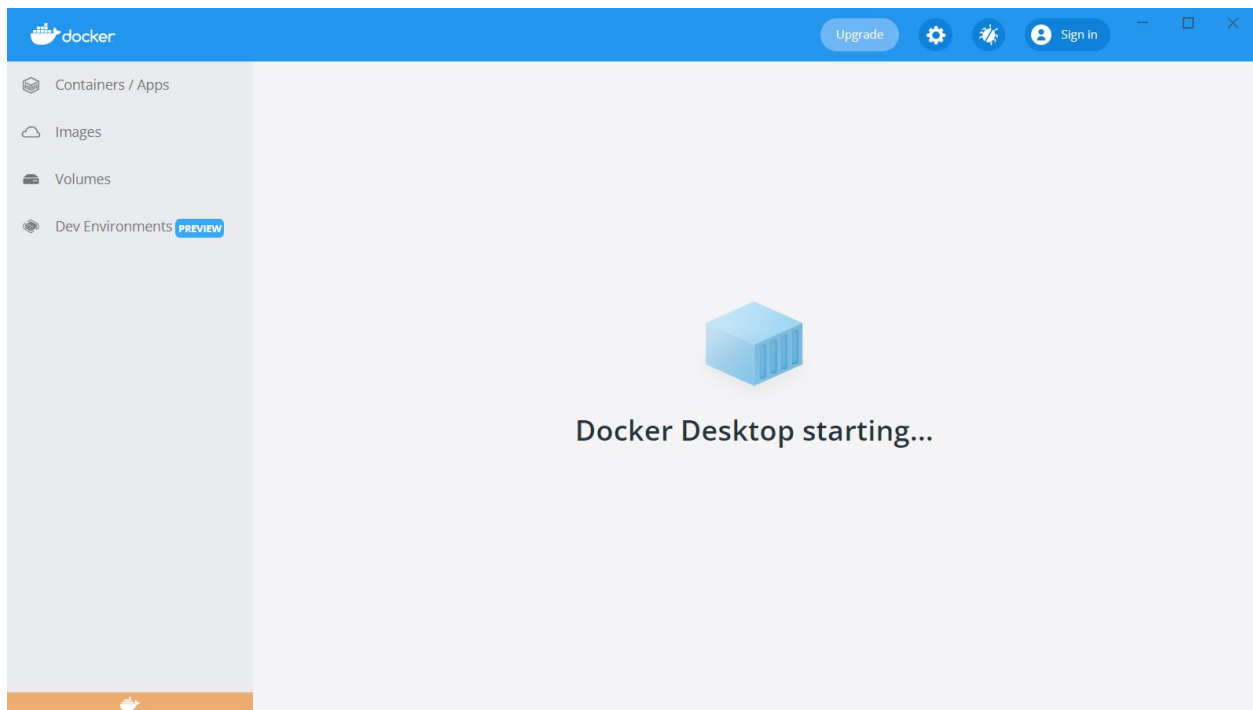 docker
Upgrade
Sign in
Containers / Apps
Images
Volumes
Dev Environments PREVIEW
Docker Desktop starting...